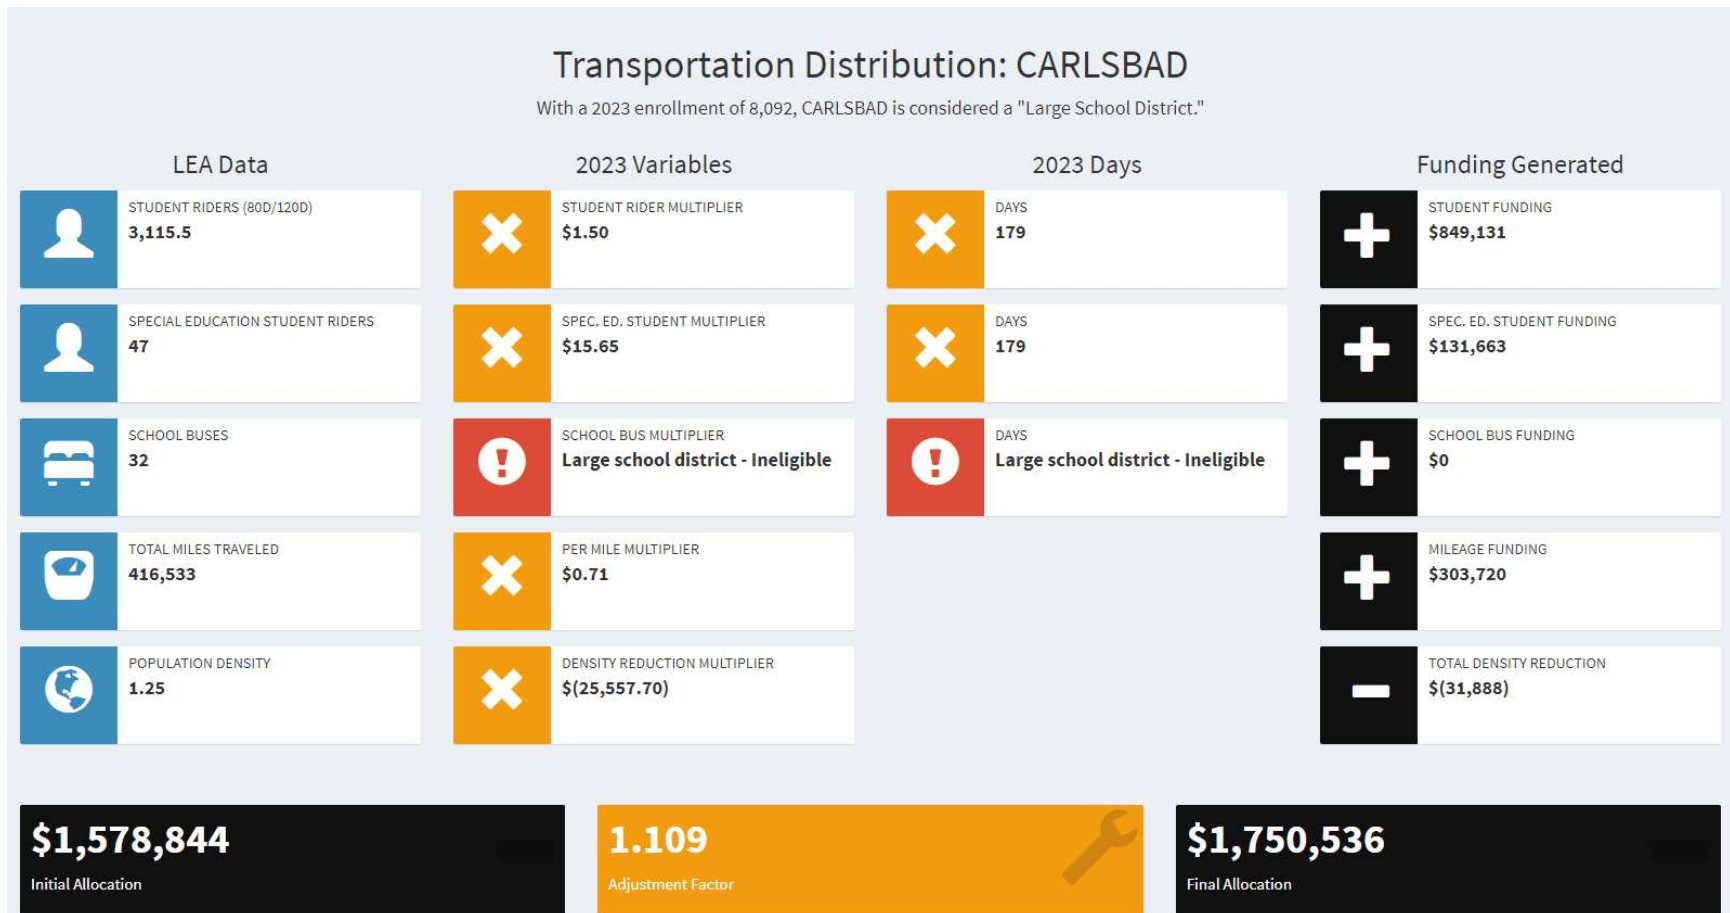 Transportation Distribution: CARLSBAD
With a 2023 enrollment of 8,092, CARLSBAD is considered a "Large School District."
LEA Data
2023 Variables
2023 Days
Funding Generated
STUDENT RIDERS (80D/120D)
3,115.5
STUDENT RIDER MULTIPLIER
$1.50
DAYS
179
STUDENT FUNDING
$849,131
SPECIAL EDUCATION STUDENT RIDERS
47
SPEC. ED. STUDENT MULTIPLIER
$15.65
DAYS
179
SPEC. ED. STUDENT FUNDING
$131,663
SCHOOL BUSES
32
SCHOOL BUS MULTIPLIER
Large school district - Ineligible
DAYS
Large school district - Ineligible
SCHOOL BUS FUNDING
$0
TOTAL MILES TRAVELED
416,533
PER MILE MULTIPLIER
$0.71
MILEAGE FUNDING
$303,720
POPULATION DENSITY
1.25
DENSITY REDUCTION MULTIPLIER
$(25,557.70)
TOTAL DENSITY REDUCTION
$(31,888)
$1,578,844
Initial Allocation
1.109
Adjustment Factor
$1,750,536
Final Allocation